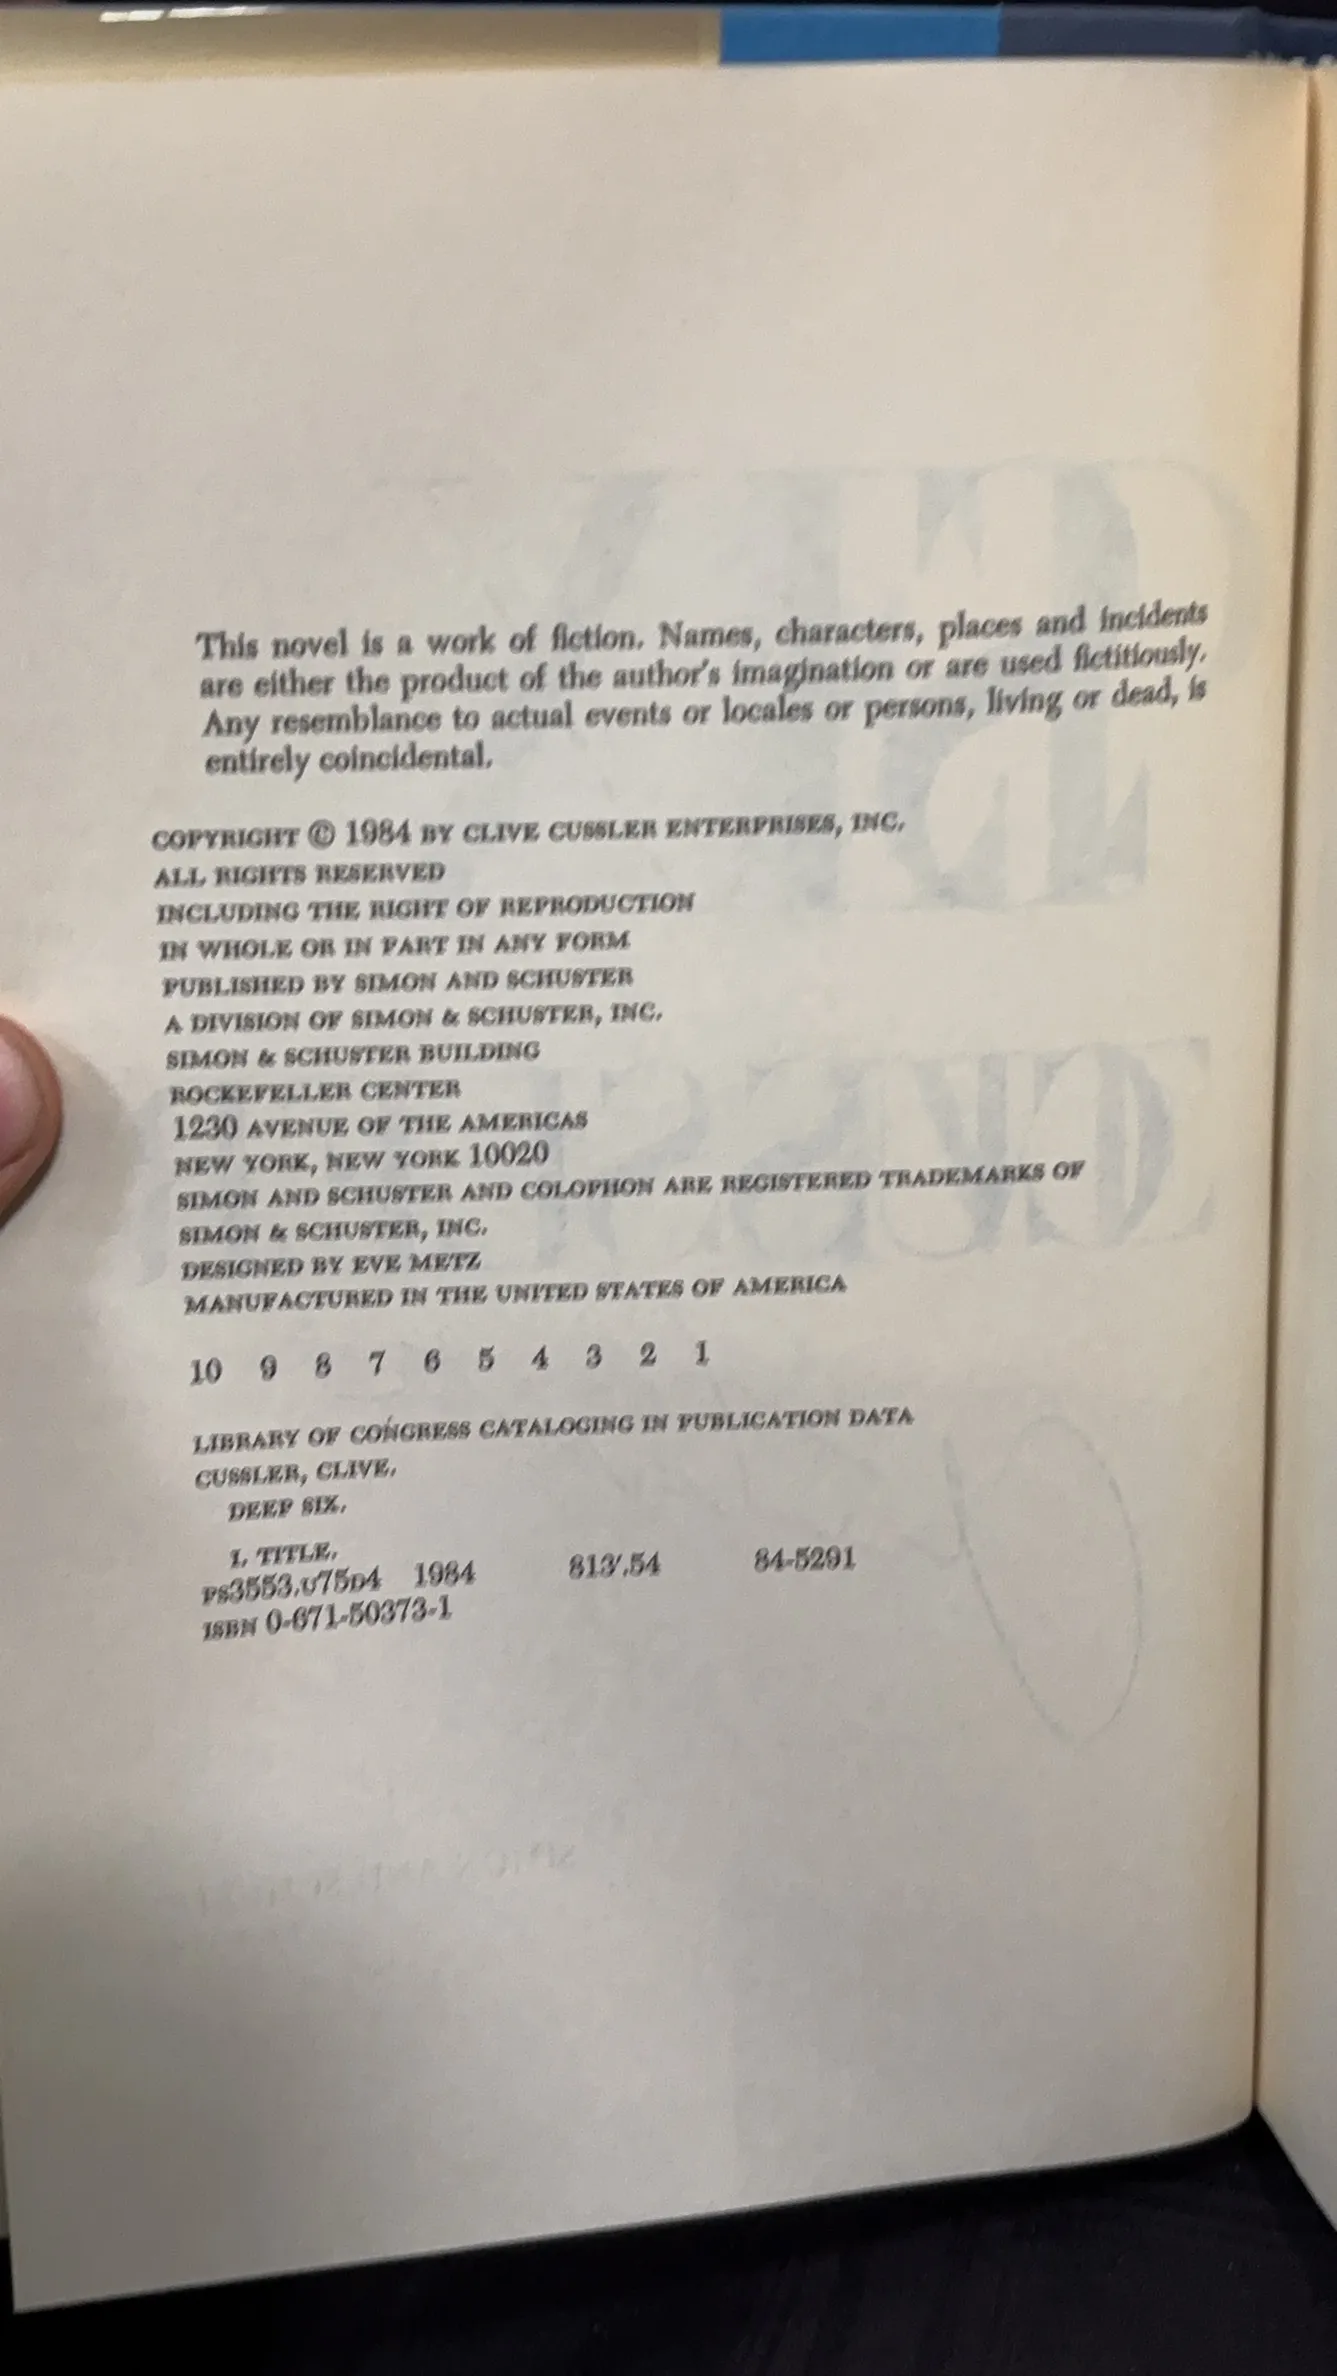 This novel is a work of fiction. Names, characters, places and incidents
are either the product of the author's imagination or are used fictitiously.
Any resemblance to actual events or locales or persons, living or dead, is
entirely coincidental.
COPYRIGHT © 1984 BY CLIVE CUSSLER ENTERPRISES, INC.
ALL RIGHTS RESERVED
INCLUDING THE RIGHT OF REPRODUCTION
IN WHOLE OR IN PART IN ANY FORM
PUBLISHED BY SIMON AND SCHUSTER
A DIVISION OF SIMON & SCHUSTER, INC.
SIMON & SCHUSTER BUILDING
ROCKEFELLER CENTER
1230 AVENUE OF THE AMERICAS
NEW YORK, NEW YORK 10020
SIMON AND SCHUSTER AND COLOPHON ARE REGISTERED TRADEMARKS OF
SIMON & SCHUSTER, INC.
DESIGNED BY EVE METZ
MANUFACTURED IN THE UNITED STATES OF AMERICA
10 9 8 7 6 5 4 3 2 1
LIBRARY OF CONGRESS CATALOGING IN PUBLICATION DATA
CUSSLER, CLIVE.
DEEP SIX.
I. TITLE.
PS3553.U75D4 1984 813'.54 84-5291
ISBN 0-671-50373-1